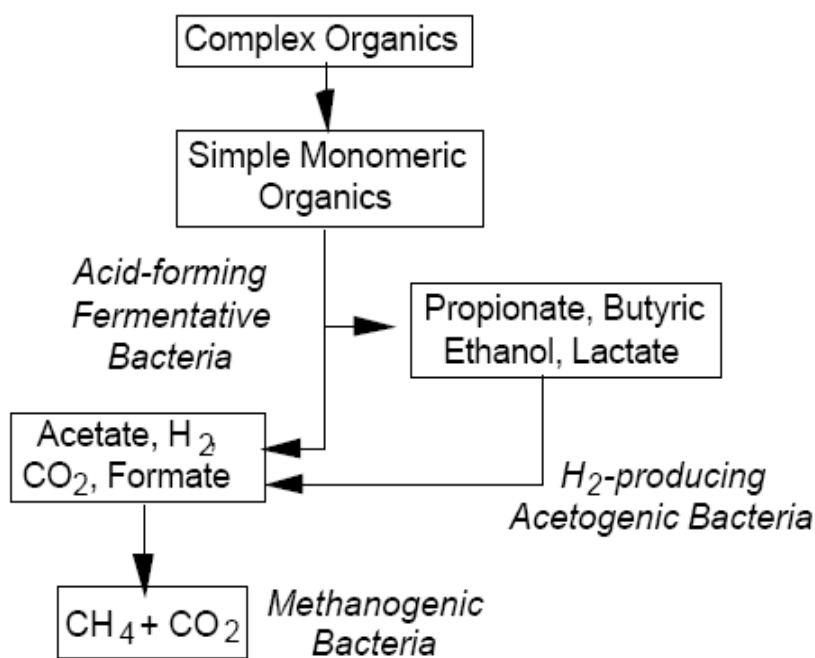 Complex Organics
Simple Monomeric
Organics
Acid-forming
Fermentative
Bacteria
Propionate, Butyric
Ethanol, Lactate
Acetate, H2,
CO2, Formate
H2-producing
Acetogenic Bacteria
CH4 + CO2
Methanogenic
Bacteria